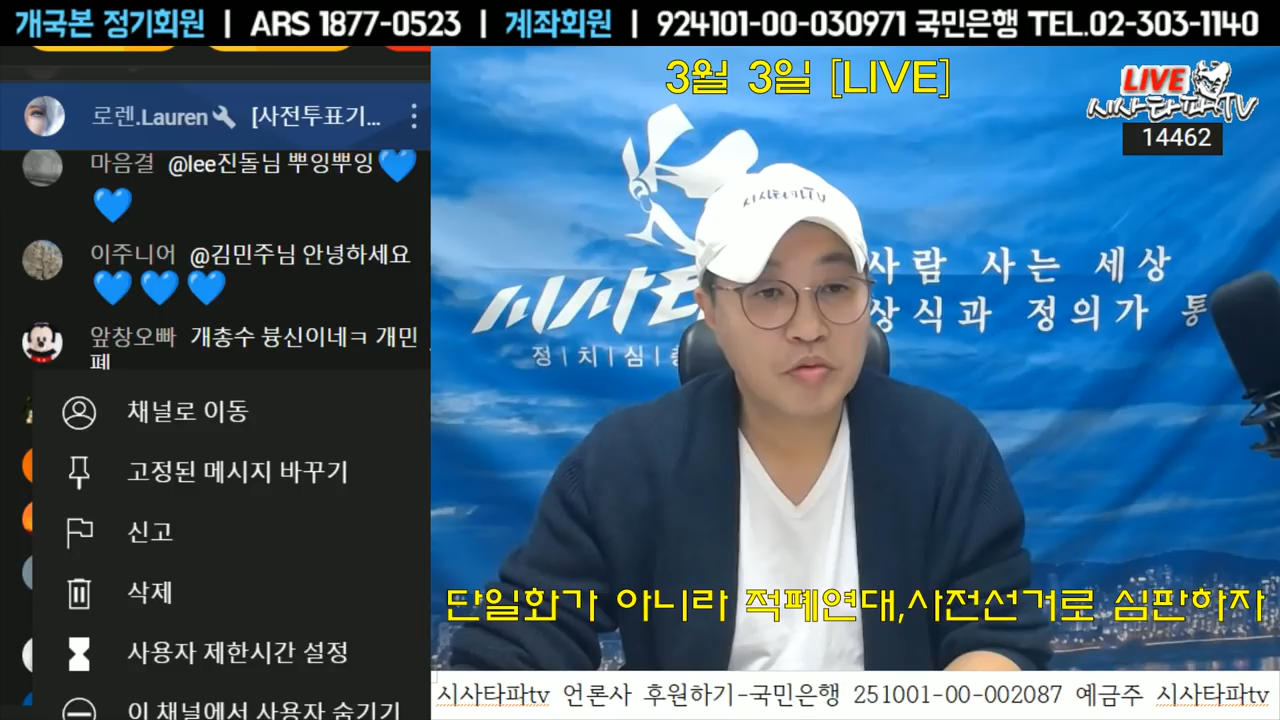 개국본 정기회원 | ARS 1877-0523 | 계좌회원 | 924101-00-030971 국민은행 TEL.02-303-1140
3월 3일 [LIVE]
LIVE
시사타파TV
14462
로렌.Lauren [사전투표기...
마음결 @lee진돌님 뿌잉뿌잉
이주니어 @김민주님 안녕하세요
앞창오빠 개총수 븅신이네ㅋ 개민
폐
채널로 이동
고정된 메시지 바꾸기
신고
삭제
사용자 제한시간 설정
이 채널에서 사용자 숨기기
시사타파TV
사람 사는 세상
상식과 정의가 통
시사타
정|치|심|층
단일화가 아니라 적폐연대,사전선거로 심판하자
시사타파tv 언론사 후원하기-국민은행 251001-00-002087 예금주 시사타파tv